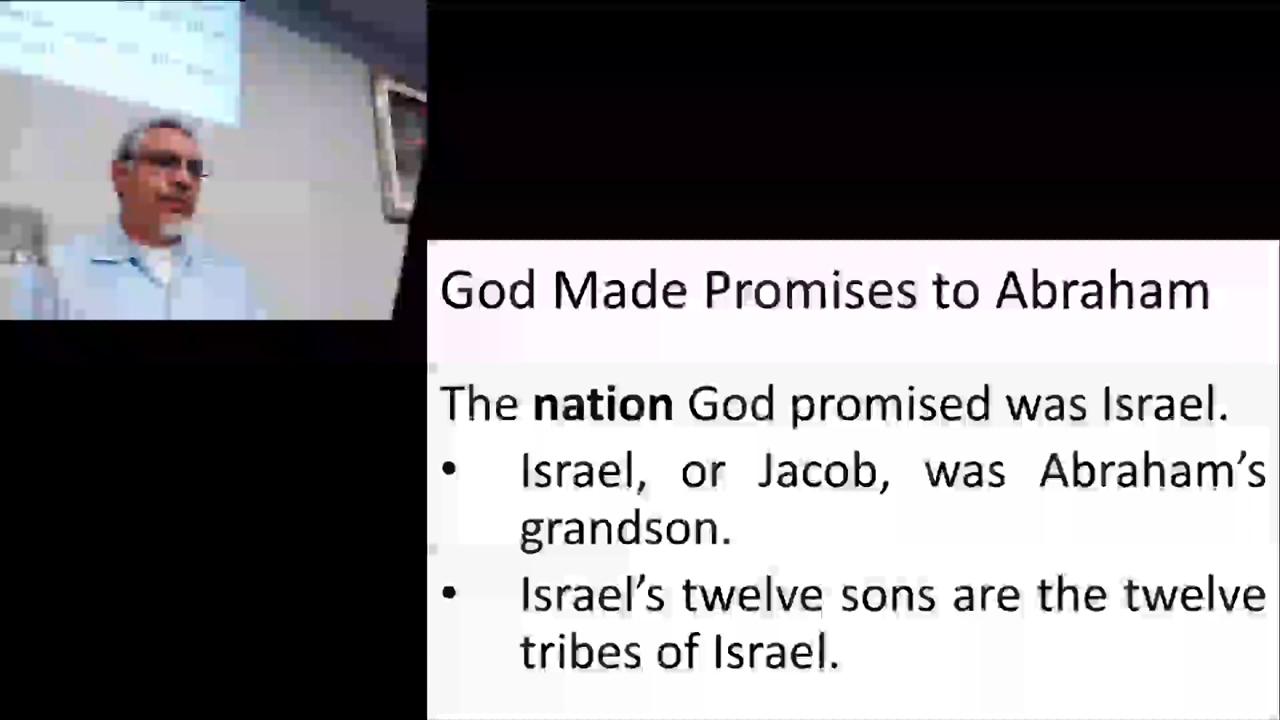 God Made Promises to Abraham
The nation God promised was Israel.
• Israel, or Jacob, was Abraham's
grandson.
• Israel's twelve sons are the twelve
tribes of Israel.